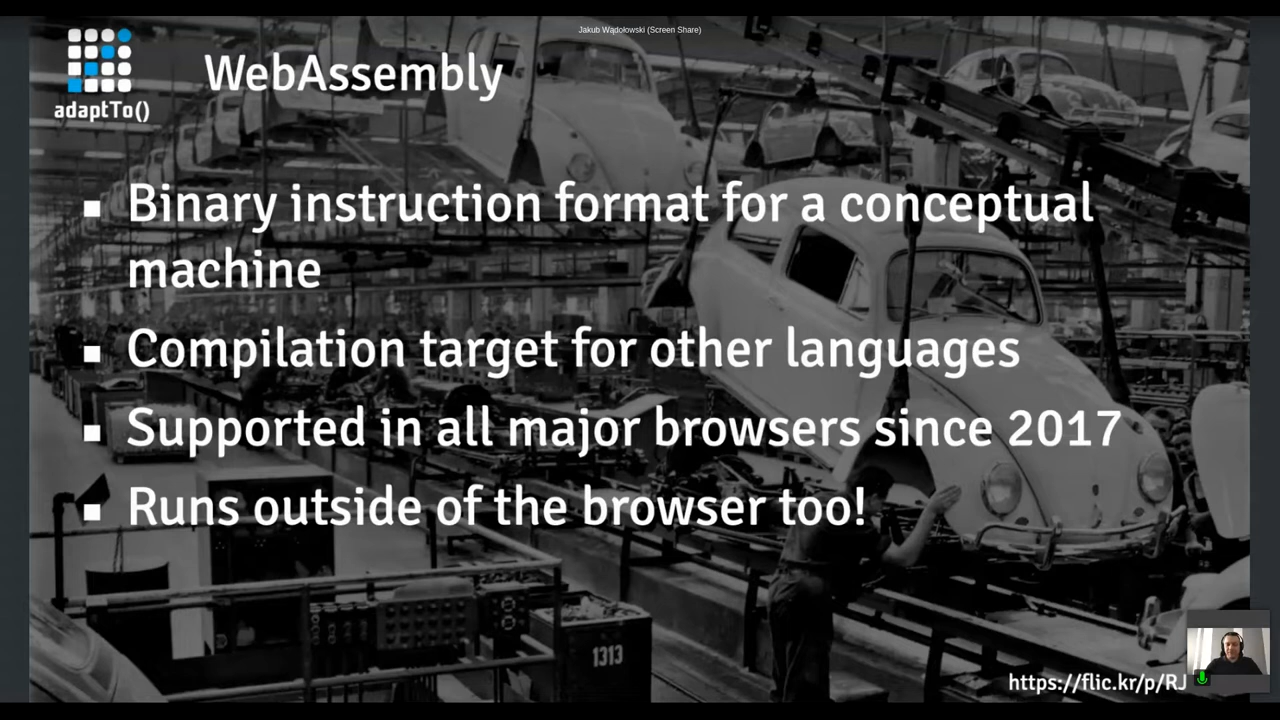 Jakub Wądołowski (Screen Share)
WebAssembly
adaptTo()
Binary instruction format for a conceptual
machine
Compilation target for other languages
Supported in all major browsers since 2017
Runs outside of the browser too!
1313
https://flic.kr/p/RJ